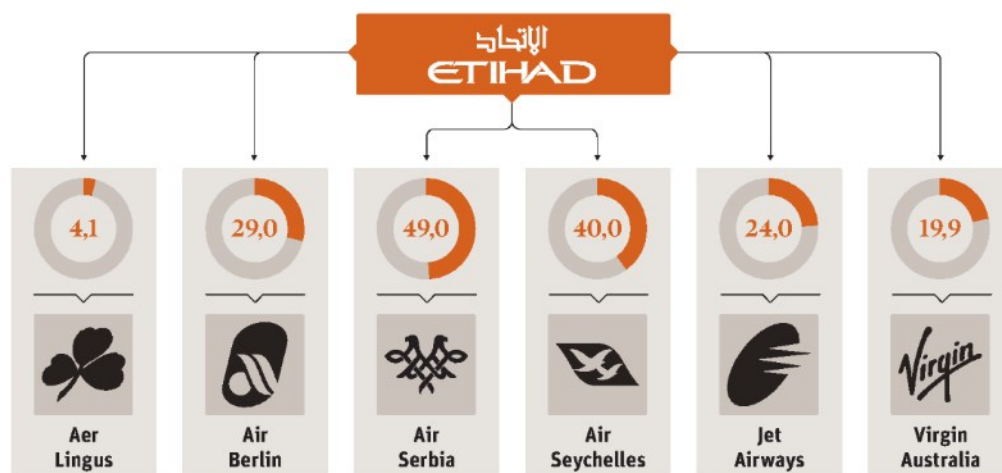 الإتحاد
ETIHAD
4,1
29,0
49,0
40,0
24,0
19,9
Virgin
Aer
Lingus
Air
Berlin
Air
Serbia
Air
Seychelles
Jet
Airways
Virgin
Australia